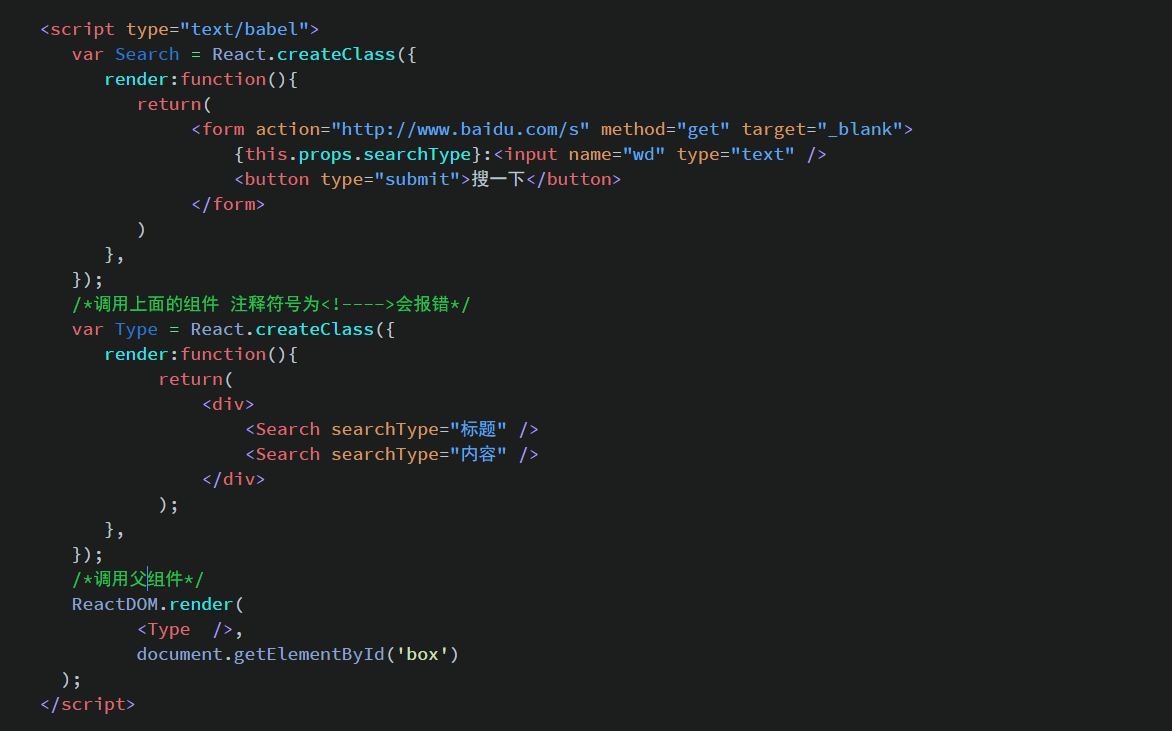 <script type="text/babel">
var Search = React.createClass({
render:function(){
return(
<form action="http://www.baidu.com/s" method="get" target="_blank">
{this.props.searchType}:<input name="wd" type="text" />
<button type="submit">搜一下</button>
</form>
)
},
});
/*调用上面的组件 注释符号为<!---->会报错*/
var Type = React.createClass({
render:function(){
return(
<div>
<Search searchType="标题" />
<Search searchType="内容" />
</div>
);
},
});
/*调用父组件*/
ReactDOM.render(
<Type  />,
document.getElementById('box')
);
</script>